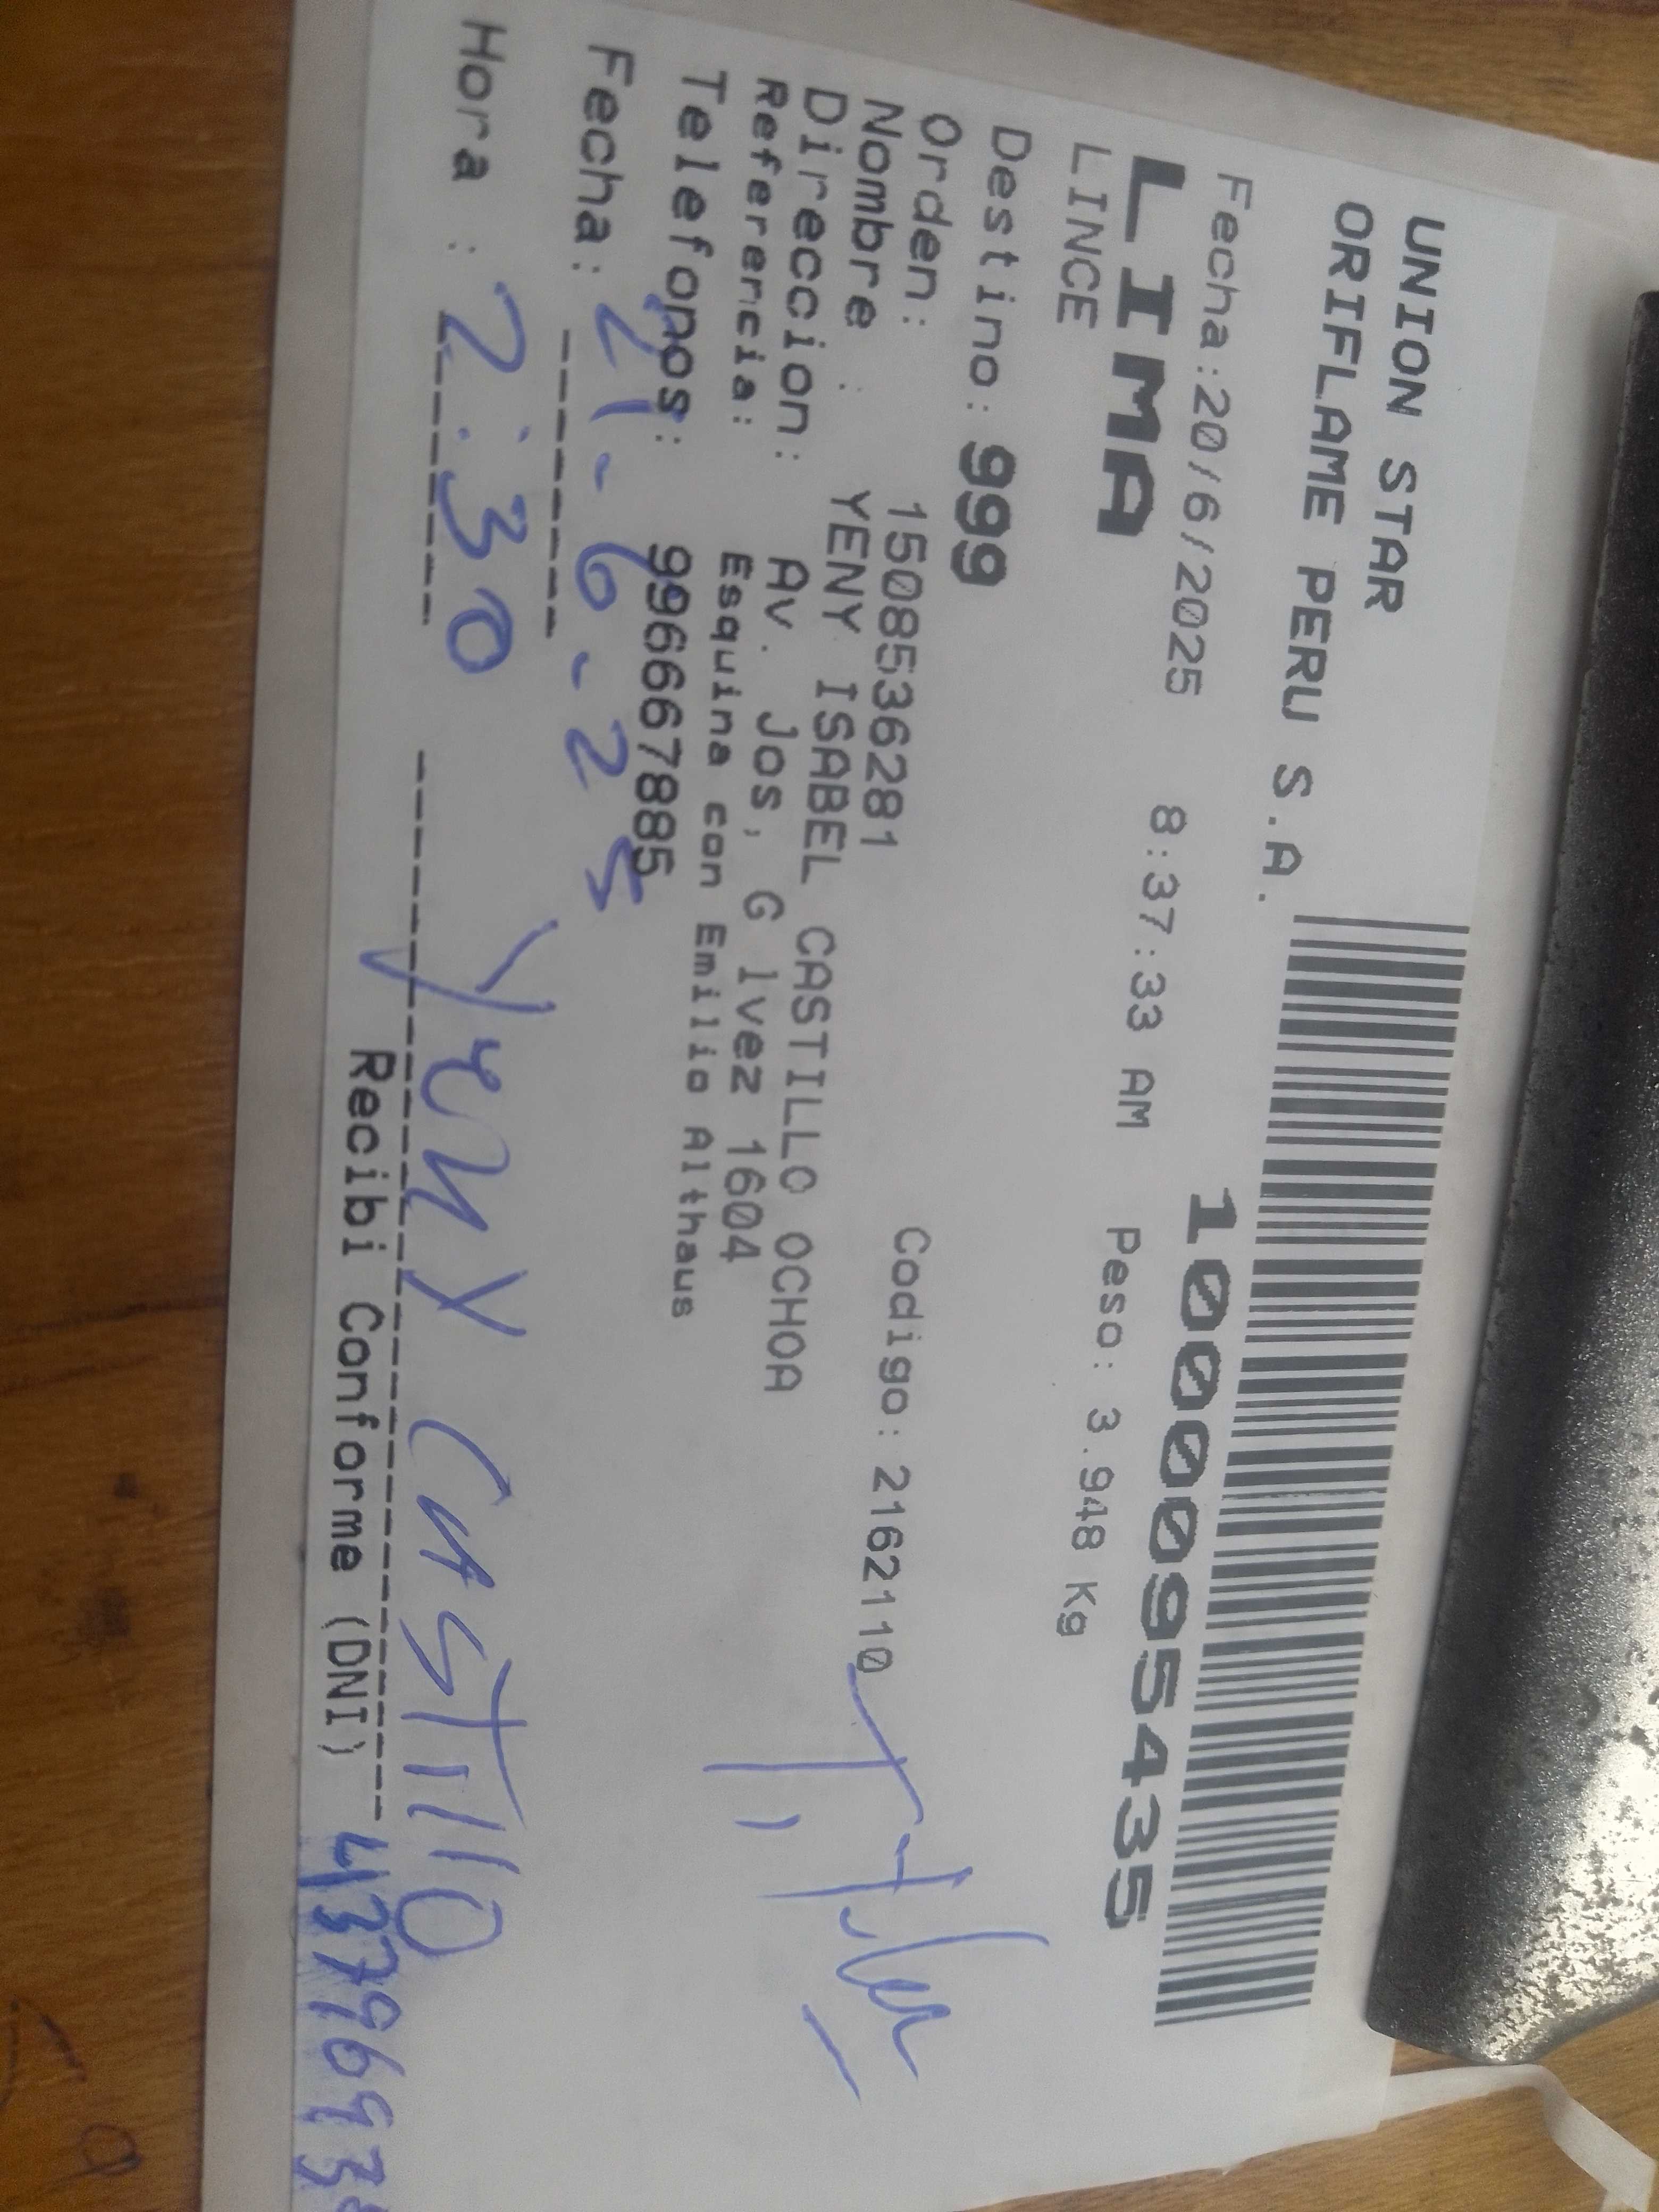 UNION STAR
ORIFLAME PERU S.A.
1000095435
Fecha:20/6/2025 8:37:33 AM Peso: 3.948 Kg
LIMA
LINCE
Destino: 999
Orden: 1508536281 Codigo: 2162110
Nombre : YENY ISABEL CASTILLO OCHOA
Direccion: Av. Jos, G lvez 1604
Referencia: Esquina con Emilio Althaus
Telefonos: 996667885
Fecha: 21-6-25
Hora : 2:30 Yeny CASTILLO
Recibi Conforme (DNI) 4379693